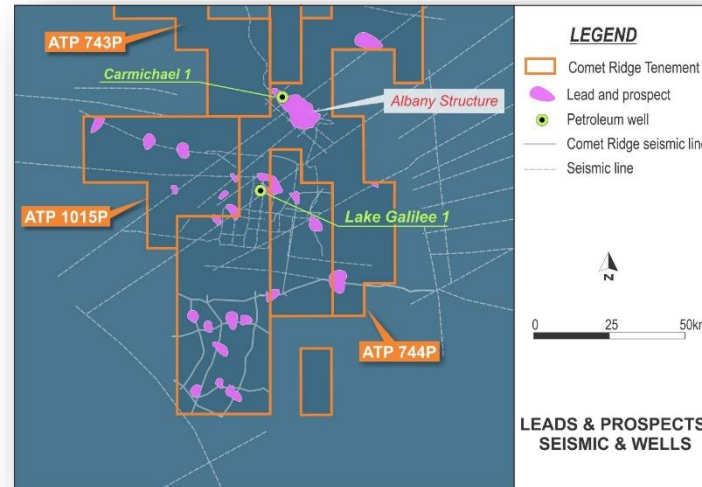 ATP 743P
Carmichael 1
Albany Structure
ATP 1015P
Lake Galilee 1
ATP 744P
LEGEND
Comet Ridge Tenement
Lead and prospect
Petroleum well
Comet Ridge seismic line
Seismic line
N
0 25 50km
LEADS & PROSPECTS
SEISMIC & WELLS